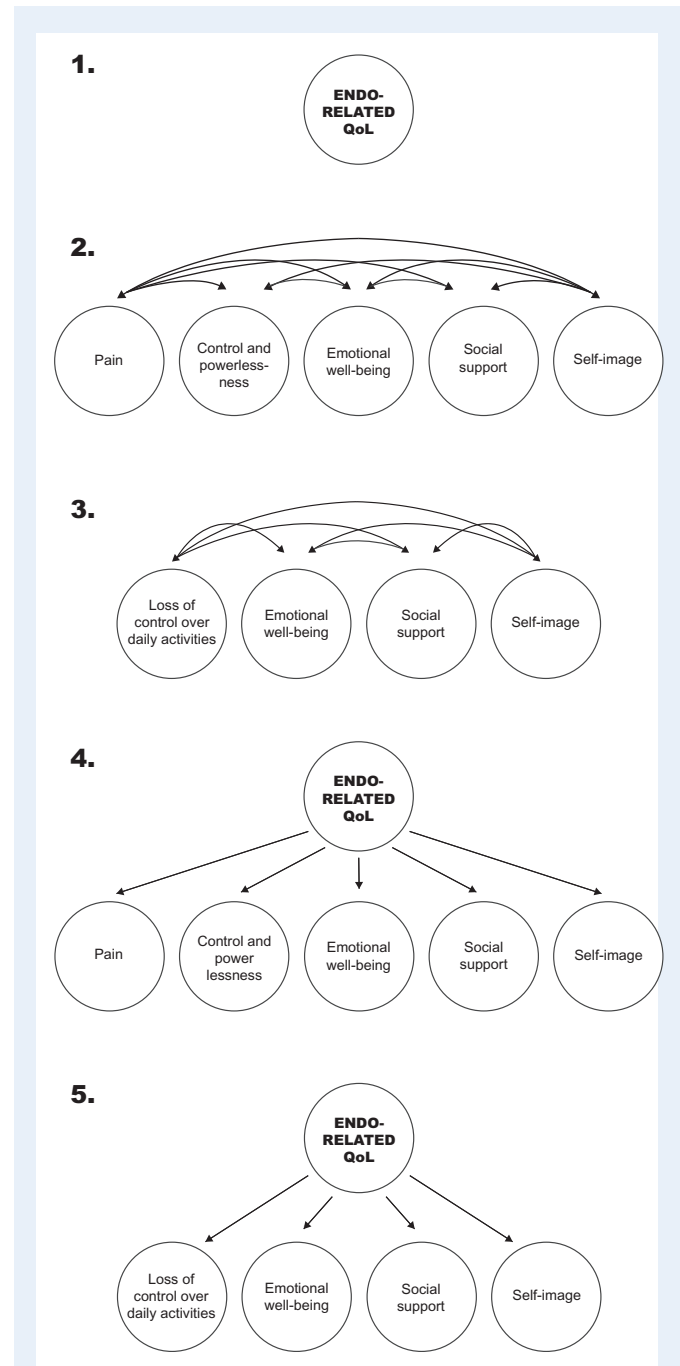 1.
ENDO-
RELATED
QoL
2.
Pain
Control and
powerless-
ness
Emotional
well-being
Social
support
Self-image
3.
Loss of
control over
daily activities
Emotional
well-being
Social
support
Self-image
4.
ENDO-
RELATED
QoL
Pain
Control and
power
lessness
Emotional
well-being
Social
support
Self-image
5.
ENDO-
RELATED
QoL
Loss of
control over
daily activities
Emotional
well-being
Social
support
Self-image